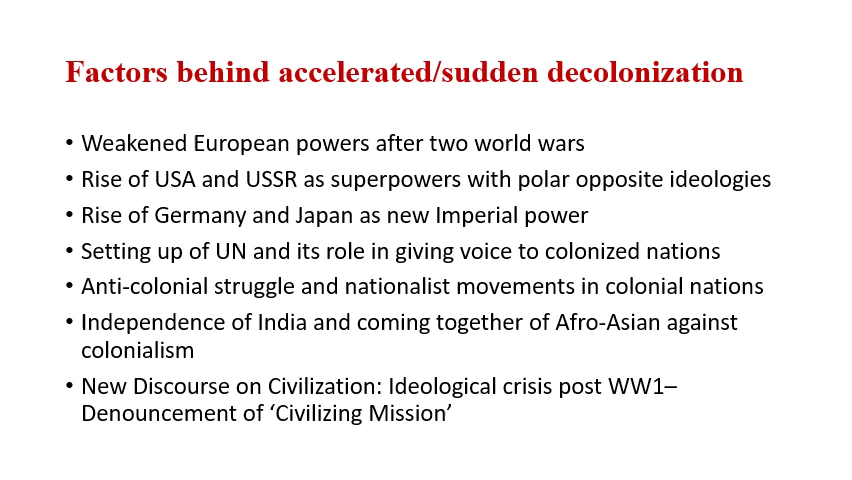 Factors behind accelerated/sudden decolonization
• Weakened European powers after two world wars
• Rise of USA and USSR as superpowers with polar opposite ideologies
• Rise of Germany and Japan as new Imperial power
• Setting up of UN and its role in giving voice to colonized nations
• Anti-colonial struggle and nationalist movements in colonial nations
• Independence of India and coming together of Afro-Asian against
colonialism
• New Discourse on Civilization: Ideological crisis post WW1–
Denouncement of ‘Civilizing Mission’